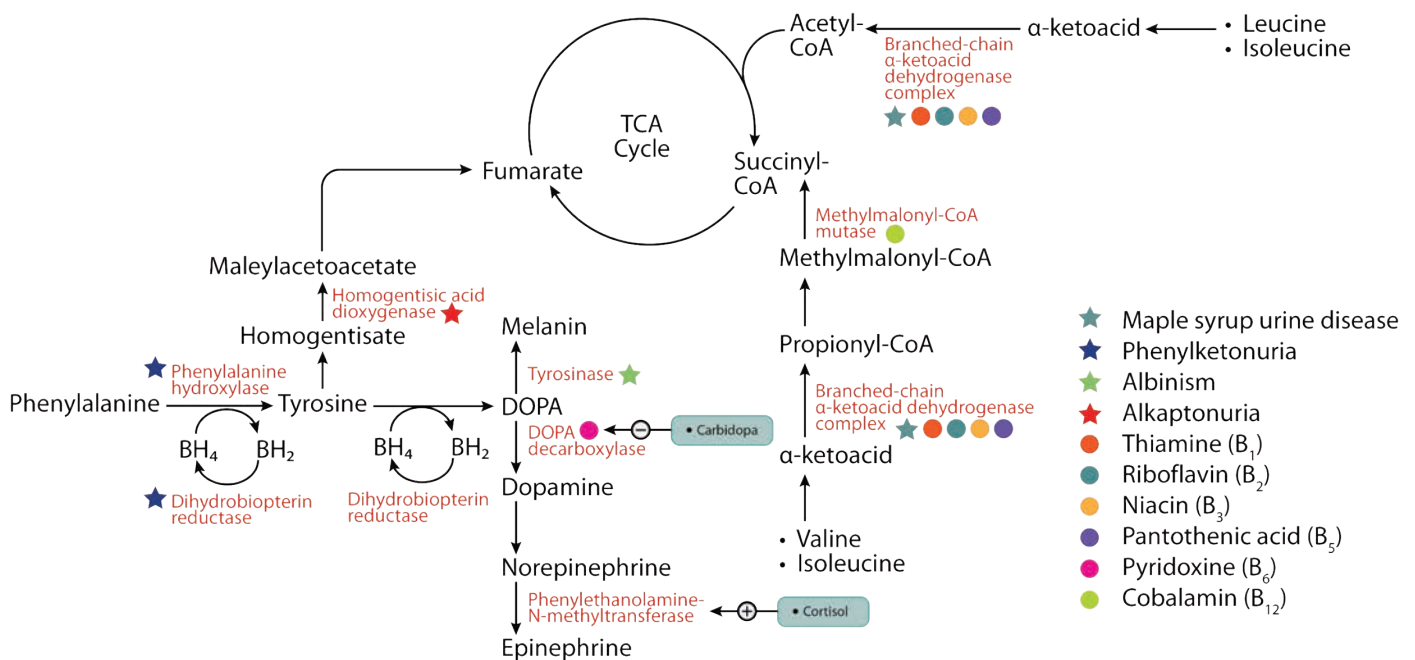 Acetyl-
CoA
α-ketoacid
• Leucine
• Isoleucine
Branched-chain
α-ketoacid
dehydrogenase
complex
TCA
Cycle
Fumarate
Succinyl-
CoA
Methylmalonyl-CoA
mutase
Methylmalonyl-CoA
Maleylacetoacetate
Homogentisic acid
dioxygenase
Homogentisate
Melanin
Propionyl-CoA
Phenylalanine
hydroxylase
Tyrosinase
Branched-chain
α-ketoacid dehydrogenase
complex
Phenylalanine
Tyrosine
DOPA
DOPA
decarboxylase
• Carbidopa
BH₄
BH₂
BH₄
BH₂
α-ketoacid
Dihydrobiopterin
reductase
Dihydrobiopterin
reductase
Dopamine
• Valine
• Isoleucine
Norepinephrine
Phenylethanolamine-
N-methyltransferase
• Cortisol
Epinephrine
Maple syrup urine disease
Phenylketonuria
Albinism
Alkaptonuria
Thiamine (B₁)
Riboflavin (B₂)
Niacin (B₃)
Pantothenic acid (B₅)
Pyridoxine (B₆)
Cobalamin (B₁₂)